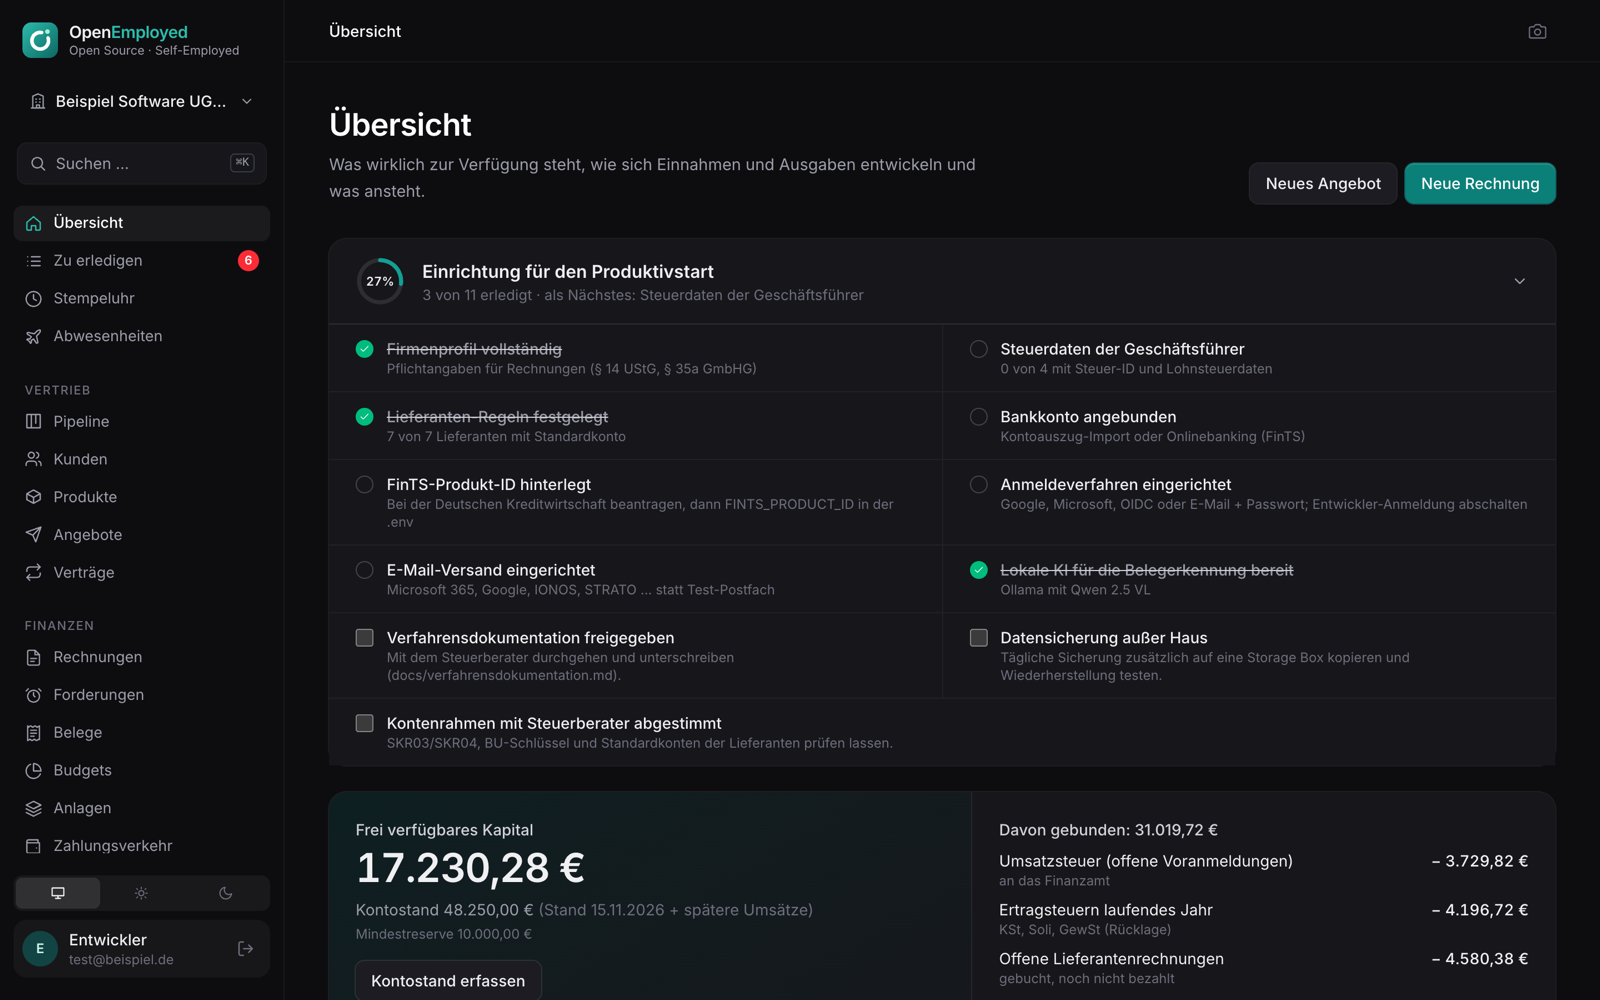 OpenEmployed
Open Source · Self-Employed
Beispiel Software UG...
Suchen ...
⌘K
Übersicht
Zu erledigen
6
Stempeluhr
Abwesenheiten
VERTRIEB
Pipeline
Kunden
Produkte
Angebote
Verträge
FINANZEN
Rechnungen
Forderungen
Belege
Budgets
Anlagen
Zahlungsverkehr
E
Entwickler
test@beispiel.de
Übersicht
Übersicht
Was wirklich zur Verfügung steht, wie sich Einnahmen und Ausgaben entwickeln und
was ansteht.
Neues Angebot
Neue Rechnung
27%
Einrichtung für den Produktivstart
3 von 11 erledigt · als Nächstes: Steuerdaten der Geschäftsführer
Firmenprofil vollständig
Pflichtangaben für Rechnungen (§ 14 UStG, § 35a GmbHG)
Steuerdaten der Geschäftsführer
0 von 4 mit Steuer-ID und Lohnsteuerdaten
Lieferanten-Regeln festgelegt
7 von 7 Lieferanten mit Standardkonto
Bankkonto angebunden
Kontoauszug-Import oder Onlinebanking (FinTS)
FinTS-Produkt-ID hinterlegt
Bei der Deutschen Kreditwirtschaft beantragen, dann FINTS_PRODUCT_ID in der
.env
Anmeldeverfahren eingerichtet
Google, Microsoft, OIDC oder E-Mail + Passwort; Entwickler-Anmeldung abschalten
E-Mail-Versand eingerichtet
Microsoft 365, Google, IONOS, STRATO ... statt Test-Postfach
Lokale KI für die Belegerkennung bereit
Ollama mit Qwen 2.5 VL
Verfahrensdokumentation freigegeben
Mit dem Steuerberater durchgehen und unterschreiben
(docs/verfahrensdokumentation.md).
Datensicherung außer Haus
Tägliche Sicherung zusätzlich auf eine Storage Box kopieren und
Wiederherstellung testen.
Kontenrahmen mit Steuerberater abgestimmt
SKR03/SKR04, BU-Schlüssel und Standardkonten der Lieferanten prüfen lassen.
Frei verfügbares Kapital
17.230,28 €
Kontostand 48.250,00 € (Stand 15.11.2026 + spätere Umsätze)
Mindestreserve 10.000,00 €
Kontostand erfassen
Davon gebunden: 31.019,72 €
Umsatzsteuer (offene Voranmeldungen) − 3.729,82 €
an das Finanzamt
Ertragsteuern laufendes Jahr − 4.196,72 €
KSt, Soli, GewSt (Rücklage)
Offene Lieferantenrechnungen − 4.580,38 €
gebucht, noch nicht bezahlt